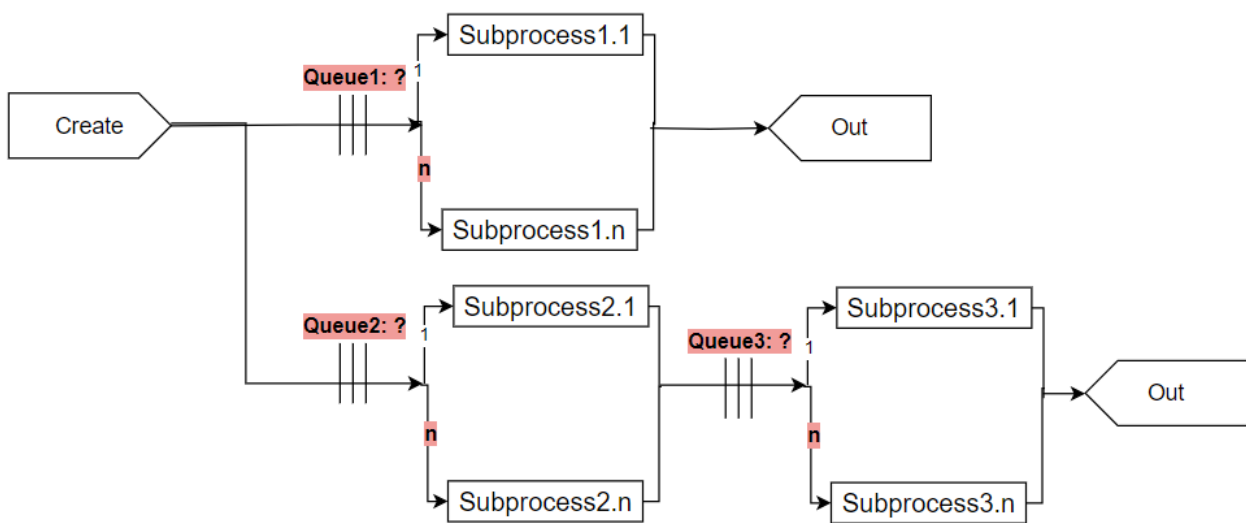 Subprocess1.1
Queue1: ?
1
Create
Out
n
Subprocess1.n
Subprocess2.1
Subprocess3.1
Queue2: ?
1
Queue3: ?
1
Out
n
n
Subprocess2.n
Subprocess3.n